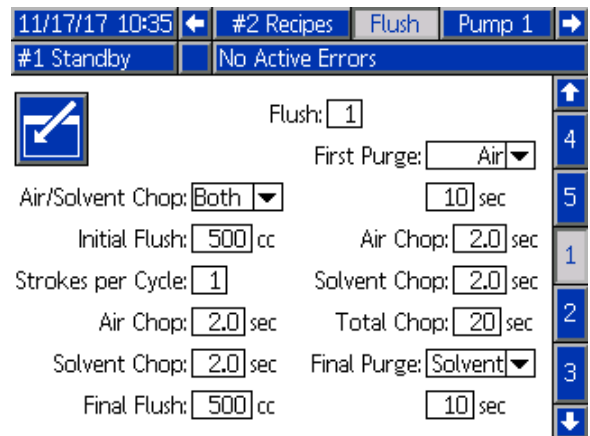 11/17/17 10:35 #2 Recipes Flush Pump 1
#1 Standby No Active Errors
Flush: 1
First Purge: Air
Air/Solvent Chop: Both 10 sec
Initial Flush: 500 cc Air Chop: 2.0 sec
Strokes per Cycle: 1 Solvent Chop: 2.0 sec
Air Chop: 2.0 sec Total Chop: 20 sec
Solvent Chop: 2.0 sec Final Purge: Solvent
Final Flush: 500 cc 10 sec
4
5
1
2
3